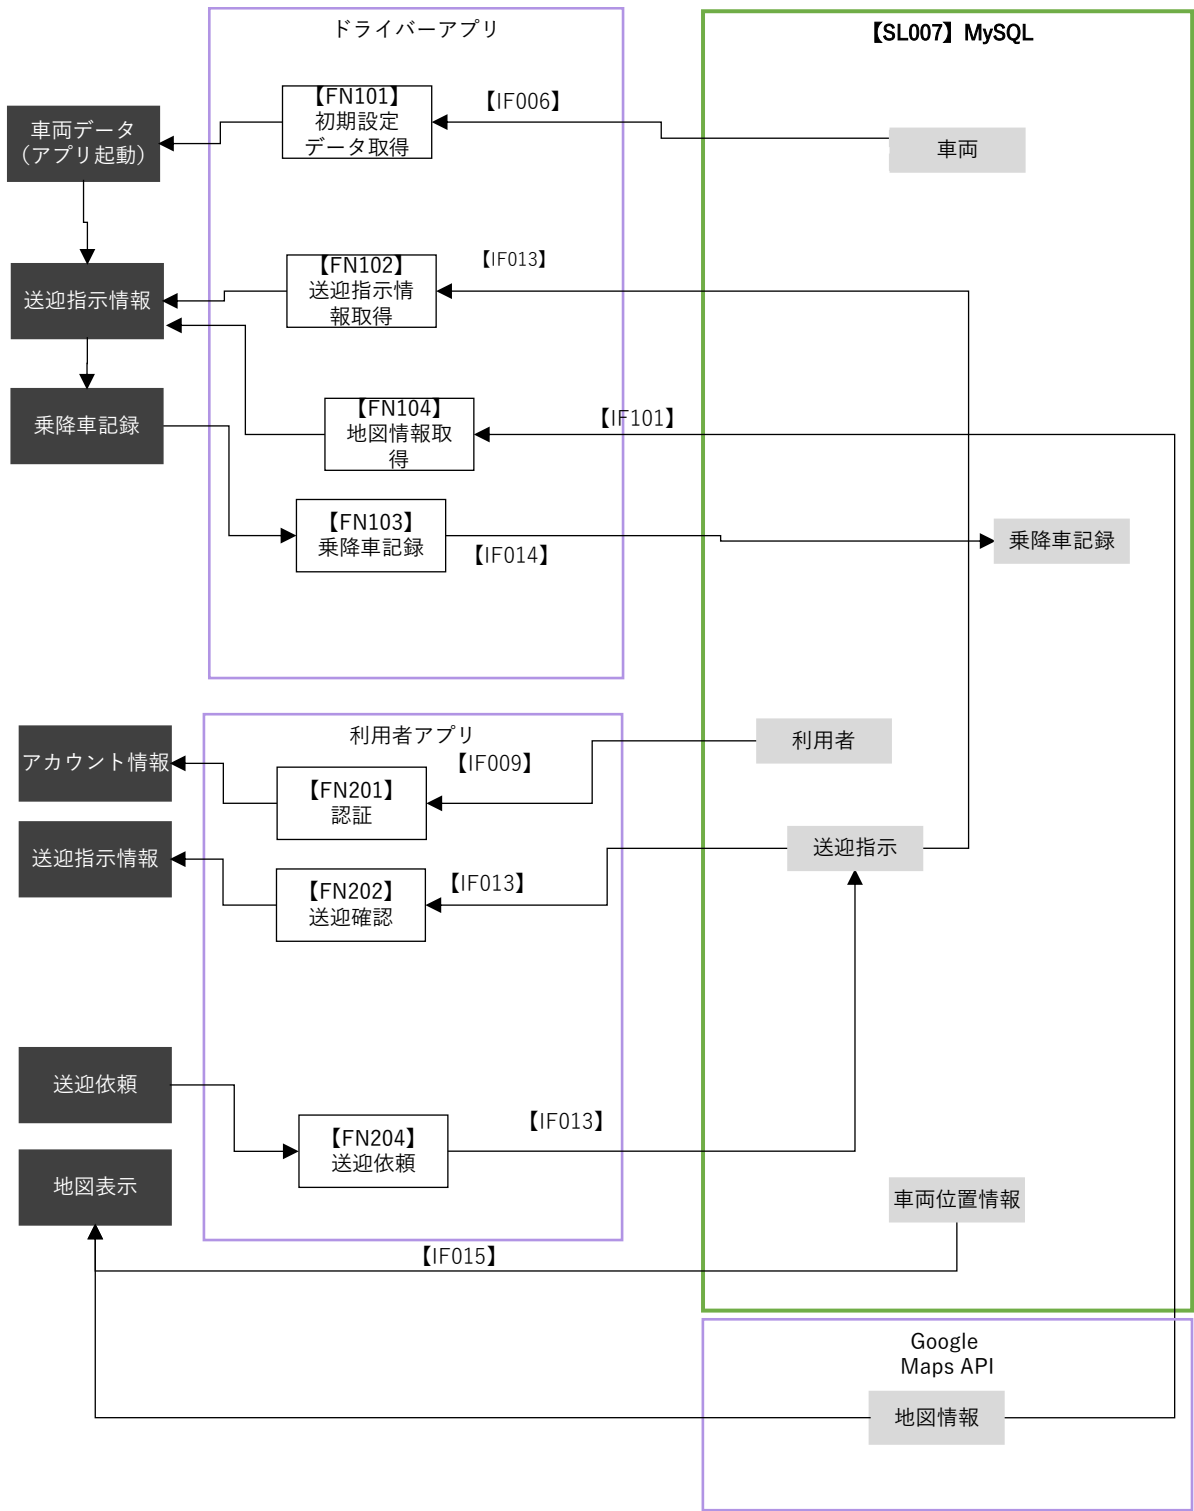 ドライバーアプリ
【SL007】MySQL
【FN101】
初期設定
データ取得
【IF006】
車両データ
（アプリ起動）
車両
【FN102】
送迎指示情
報取得
【IF013】
送迎指示情報
【FN104】
地図情報取
得
【IF101】
乗降車記録
【FN103】
乗降車記録
【IF014】
乗降車記録
利用者アプリ
アカウント情報
【FN201】
認証
【IF009】
利用者
送迎指示情報
【FN202】
送迎確認
【IF013】
送迎指示
送迎依頼
【FN204】
送迎依頼
【IF013】
地図表示
車両位置情報
【IF015】
Google
Maps API
地図情報